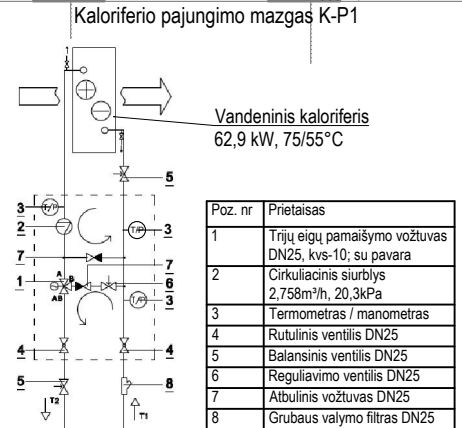 Kaloriferio pajungimo mazgas K-P1
Vandeninis kaloriferis
62,9 kW, 75/55°C
5
3
T/P
2
T/P
3
7
7
A
1
B
6
AB
T/P
3
4
4
5
8
T2
T1
Poz. nr Prietaisas
1 Trijų eigų pamaišymo vožtuvas
DN25, kvs-10; su pavara
2 Cirkuliacinis siurblys
2,758m³/h, 20,3kPa
3 Termometras / manometras
4 Rutulinis ventilis DN25
5 Balansinis ventilis DN25
6 Reguliavimo ventilis DN25
7 Atbulinis vožtuvas DN25
8 Grubaus valymo filtras DN25